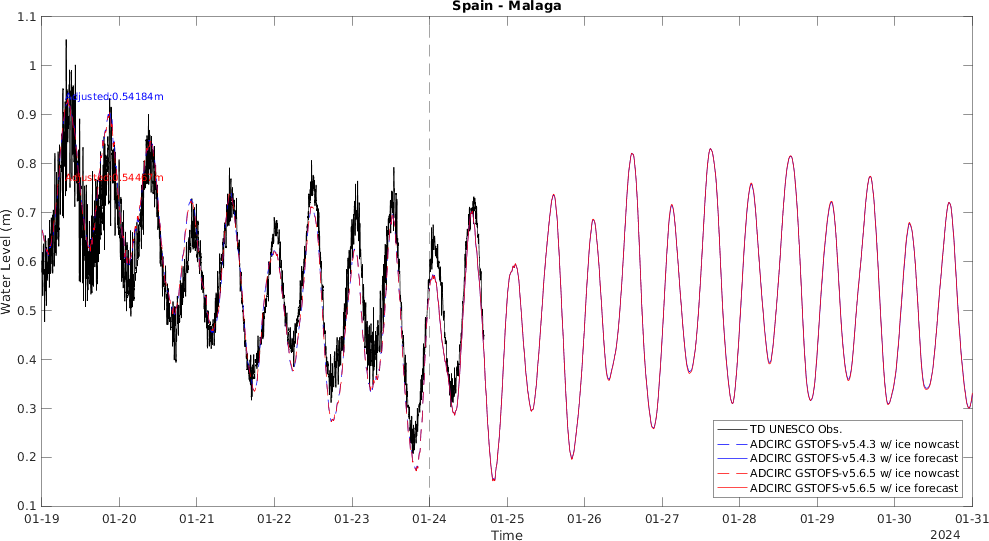 Spain - Malaga
1.1
1
0.9
0.8
0.7
0.6
0.5
0.4
0.3
0.2
0.1
Water Level (m)
Adjusted:0.54184m
01-19
01-20
01-21
01-22
01-23
01-24
01-25
01-26
01-27
01-28
01-29
01-30
01-31
Time
2024
TD UNESCO Obs.
ADCIRC GSTOFS-v5.4.3 w/ ice nowcast
ADCIRC GSTOFS-v5.4.3 w/ ice forecast
ADCIRC GSTOFS-v5.6.5 w/ ice nowcast
ADCIRC GSTOFS-v5.6.5 w/ ice forecast